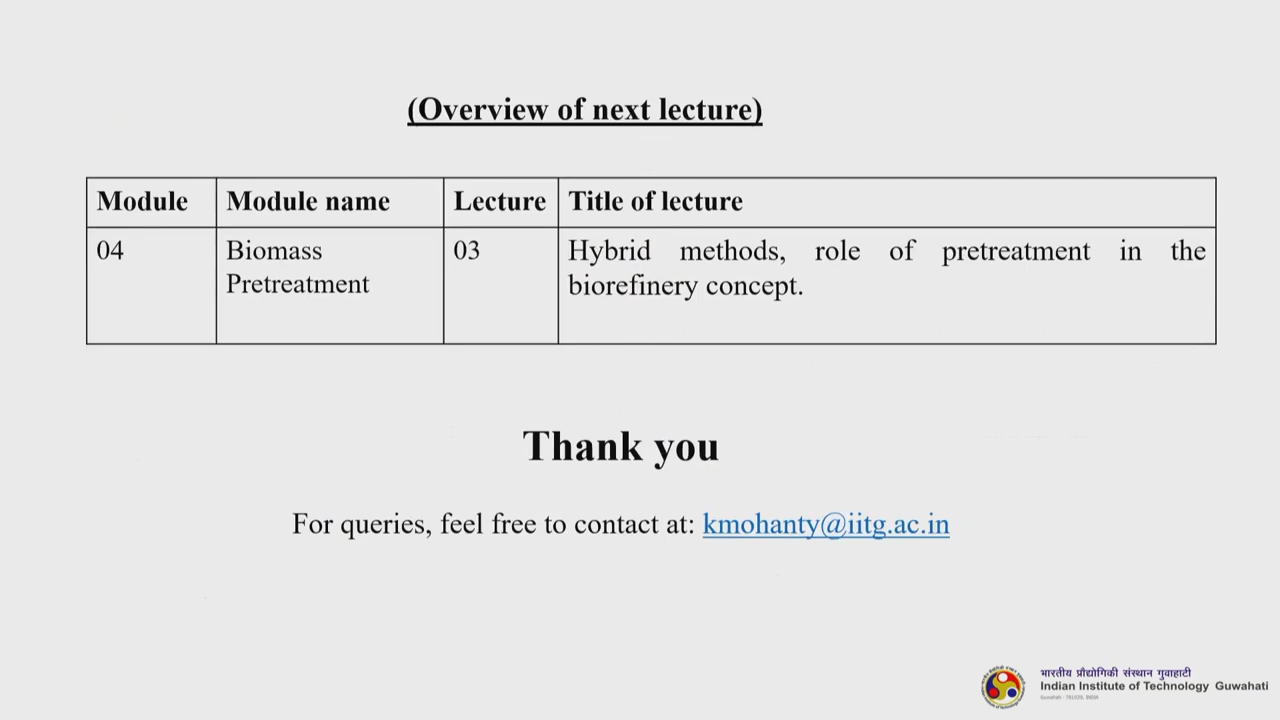 (Overview of next lecture)
Module
Module name
Lecture
Title of lecture
04
Biomass
Pretreatment
03
Hybrid methods, role of pretreatment in the
biorefinery concept.
Thank you
For queries, feel free to contact at: kmohanty@iitg.ac.in
भारतीय प्रौद्योगिकी संस्थान गुवाहाटी
Indian Institute of Technology Guwahati